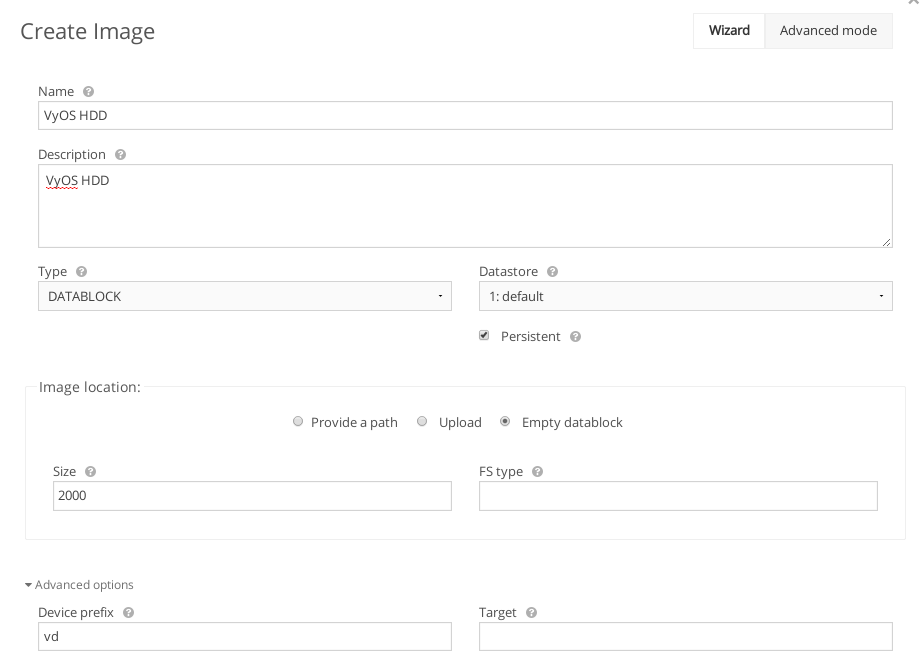 Create Image
Wizard Advanced mode
Name
VyOS HDD
Description
VyOS HDD
Type Datastore
DATABLOCK 1: default
Persistent
Image location:
Provide a path Upload Empty datablock
Size FS type
2000
Advanced options
Device prefix Target
vd